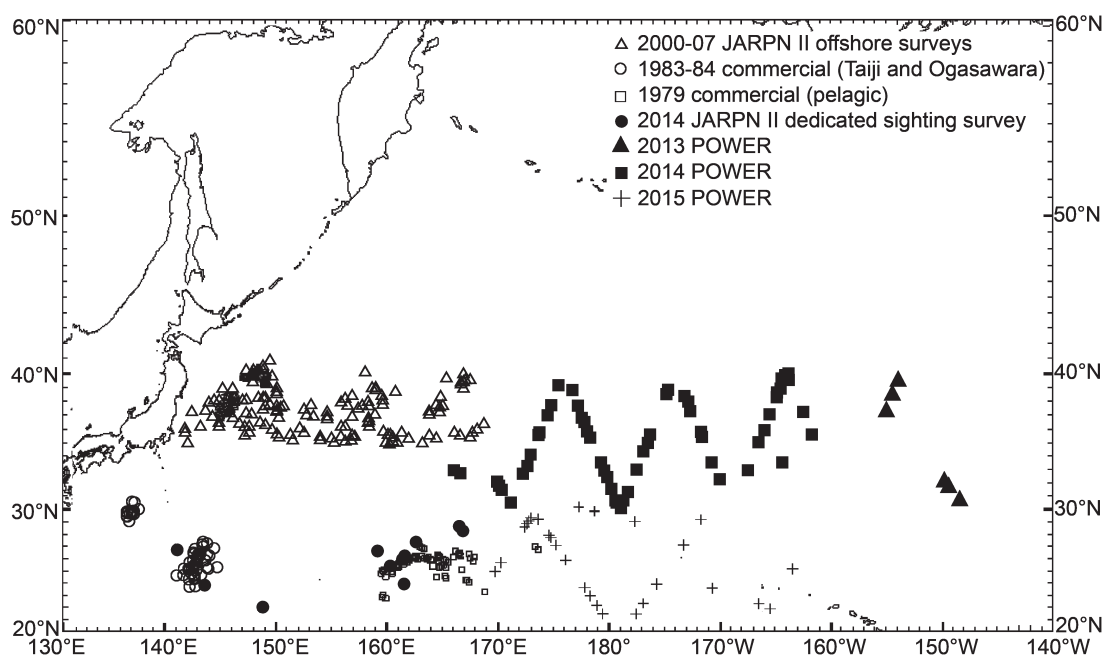 60°N
60°N
2000-07 JARPN II offshore surveys
1983-84 commercial (Taiji and Ogasawara)
1979 commercial (pelagic)
2014 JARPN II dedicated sighting survey
2013 POWER
2014 POWER
2015 POWER
50°N
50°N
40°N
40°N
30°N
30°N
20°N
20°N
130°E 140°E 150°E 160°E 170°E 180° 170°W 160°W 150°W 140°W